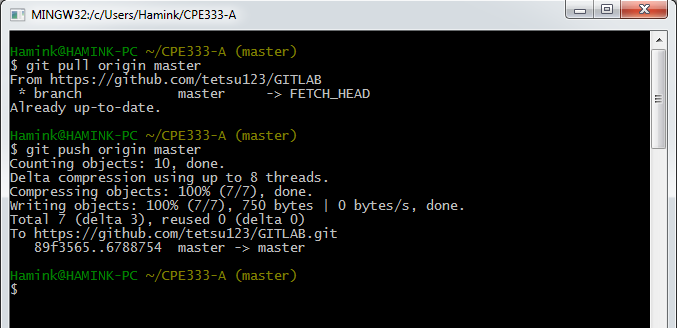 MINGW32:/c/Users/Hamink/CPE333-A
Hamink@HAMINK-PC ~/CPE333-A (master)
$ git pull origin master
From https://github.com/tetsu123/GITLAB
 * branch            master     -> FETCH_HEAD
Already up-to-date.
Hamink@HAMINK-PC ~/CPE333-A (master)
$ git push origin master
Counting objects: 10, done.
Delta compression using up to 8 threads.
Compressing objects: 100% (7/7), done.
Writing objects: 100% (7/7), 750 bytes | 0 bytes/s, done.
Total 7 (delta 3), reused 0 (delta 0)
To https://github.com/tetsu123/GITLAB.git
   89f3565..6788754  master -> master
Hamink@HAMINK-PC ~/CPE333-A (master)
$